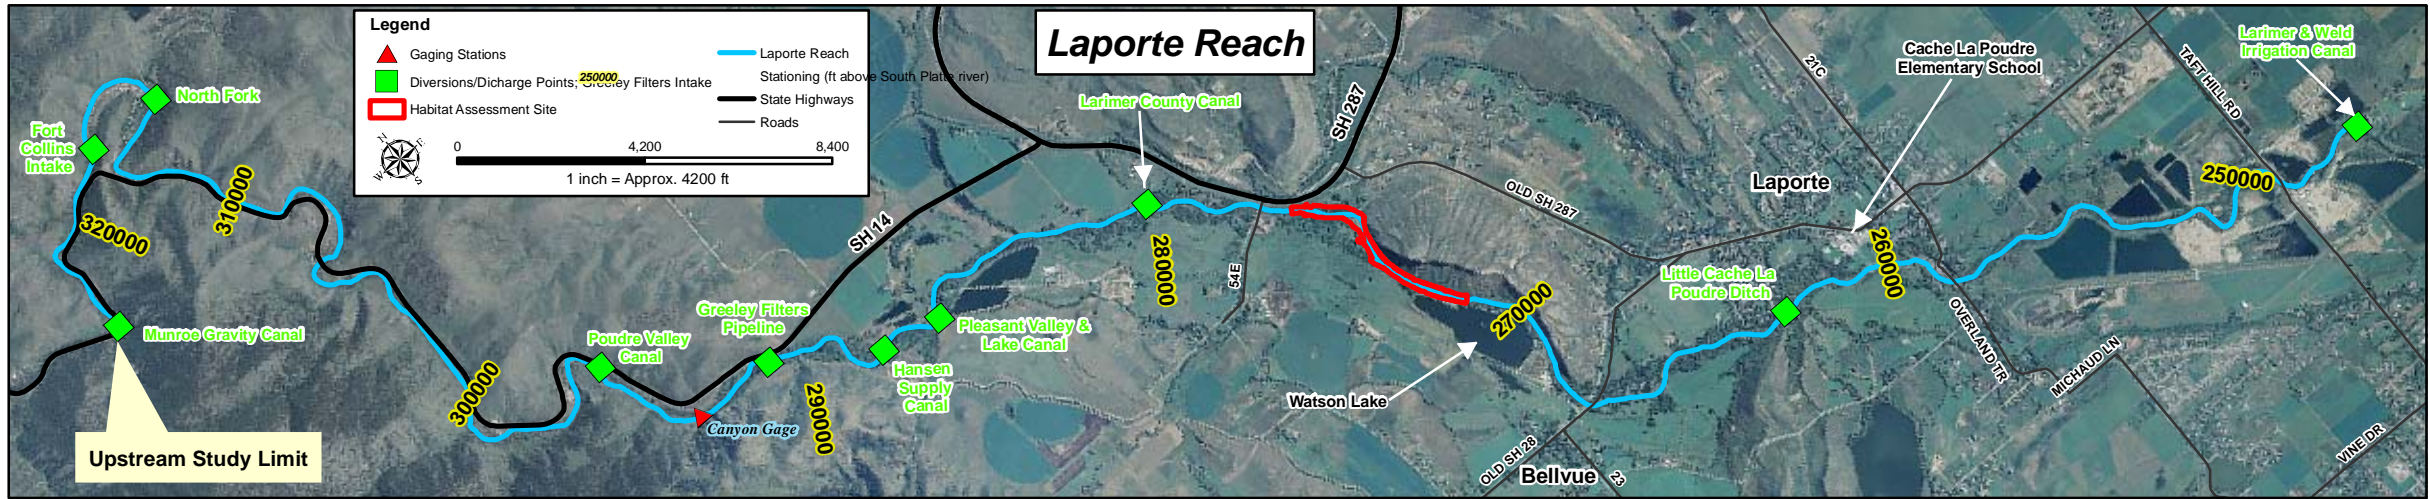 Legend
Gaging Stations
Diversions/Dicharge Points, Greeley Filters Intake
Habitat Assessment Site
Laporte Reach
250000
Stationing (ft above South Platte river)
State Highways
Roads
N
E
S
W
0
4,200
8,400
1 inch = Approx. 4200 ft
Laporte Reach
North Fork
Fort
Collins
Intake
320000
310000
Munroe Gravity Canal
Upstream Study Limit
300000
Poudre Valley
Canal
Greeley Filters
Pipeline
Canyon Gage
290000
SH 14
Hansen
Supply
Canal
Pleasant Valley &
Lake Canal
Larimer County Canal
280000
54E
SH 287
OLD SH 287
Watson Lake
270000
OLD SH 28
Bellvue
23
Laporte
21C
Cache La Poudre
Elementary School
Little Cache La
Poudre Ditch
260000
OVERLAND TR
MICHAUD LN
TAFT HILL RD
250000
Larimer & Weld
Irrigation Canal
VINE DR